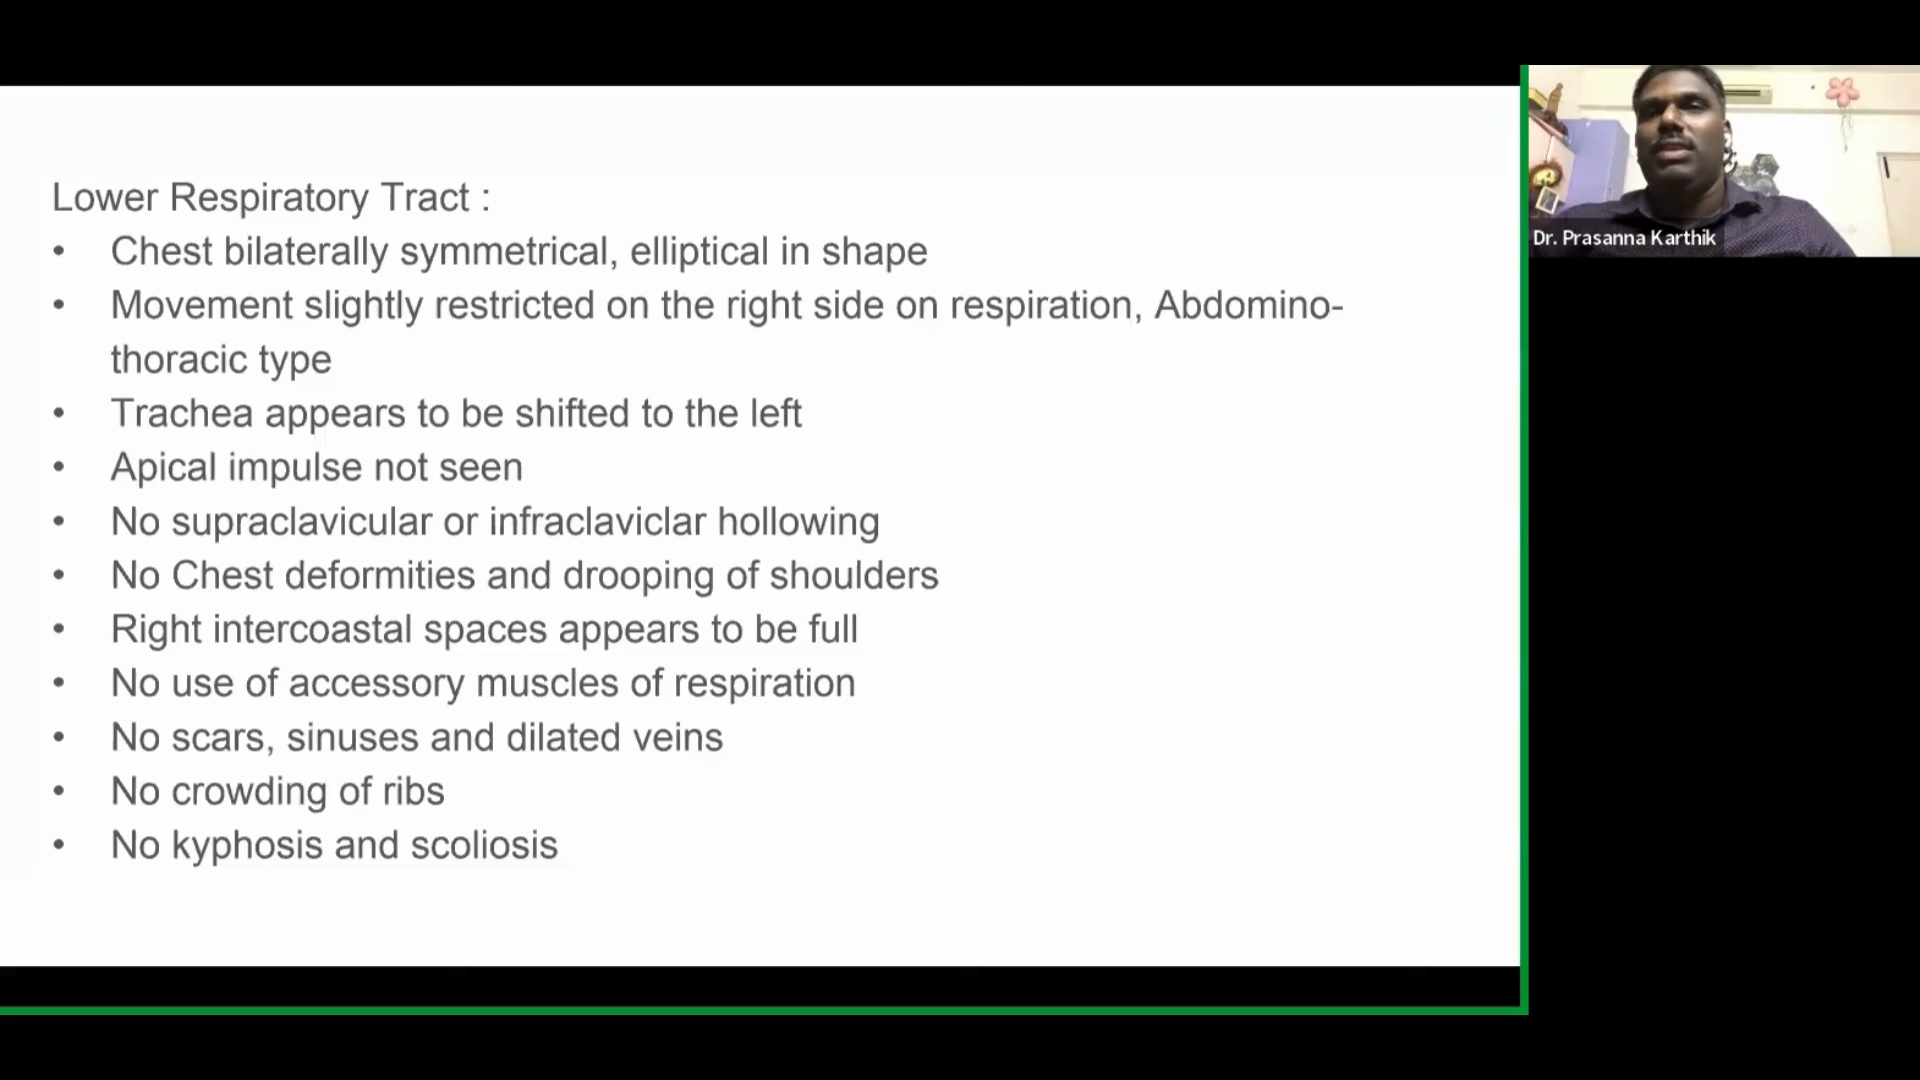 Lower Respiratory Tract :
• Chest bilaterally symmetrical, elliptical in shape
• Movement slightly restricted on the right side on respiration, Abdomino-
thoracic type
• Trachea appears to be shifted to the left
• Apical impulse not seen
• No supraclavicular or infraclaviclar hollowing
• No Chest deformities and drooping of shoulders
• Right intercoastal spaces appears to be full
• No use of accessory muscles of respiration
• No scars, sinuses and dilated veins
• No crowding of ribs
• No kyphosis and scoliosis
Dr. Prasanna Karthik